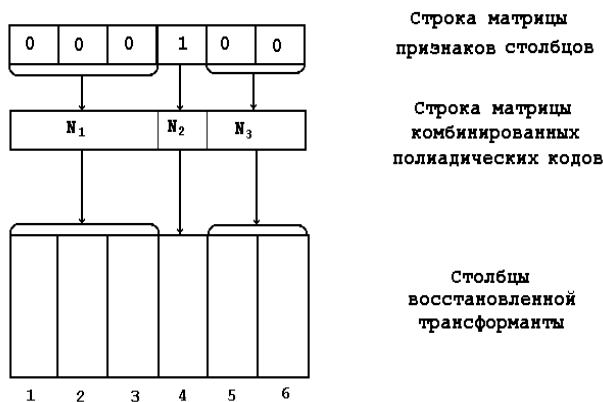 Строка матрицы
признаков столбцов
0 0 0 1 0 0
Строка матрицы
комбинированных
полиадических кодов
N1 N2 N3
Столбцы
восстановленной
трансформанты
1 2 3 4 5 6